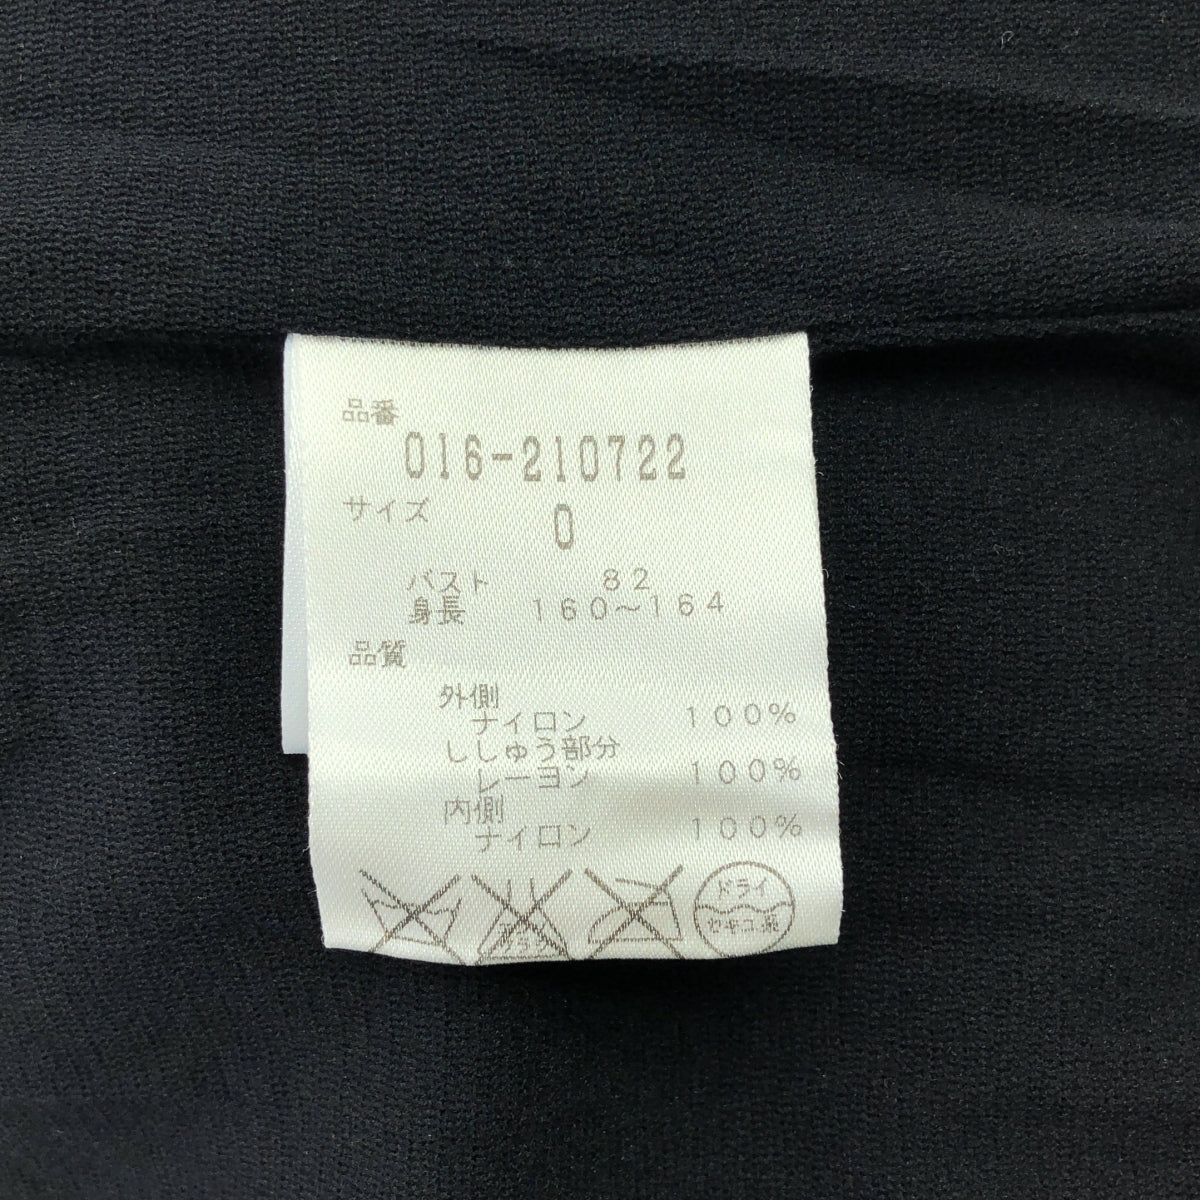 品番
016-210722
サイズ 0
バスト 82
身長 160〜164
品質
外側
ナイロン 100%
ししゅう部分
レーヨン 100%
内側
ナイロン 100%
ドライ
セキユ系